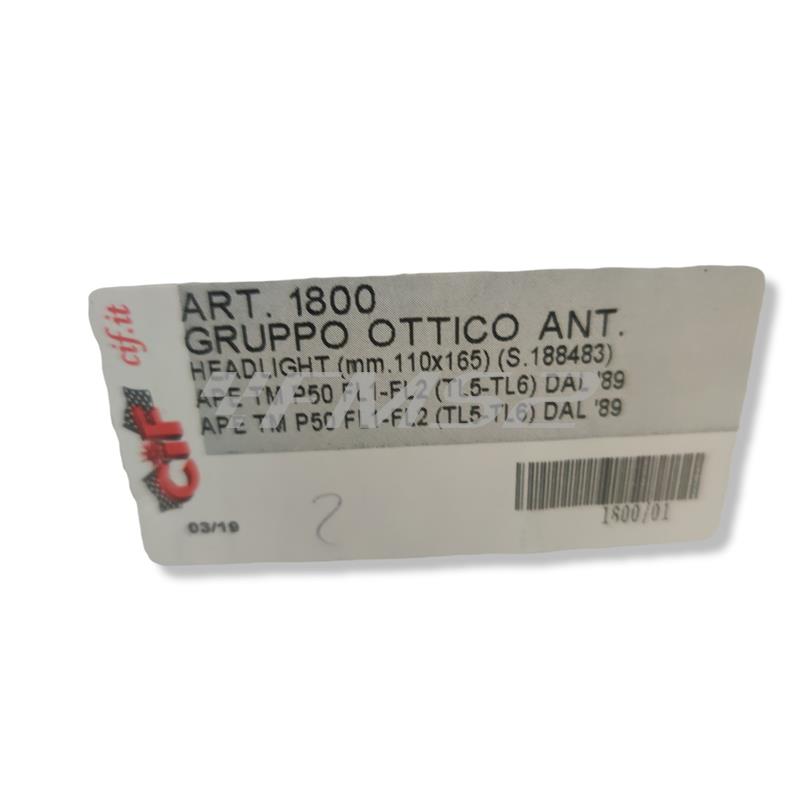 ART. 1800
GRUPPO OTTICO ANT.
HEADLIGHT (mm.110x165) (S.188483)
APE TM P50 FL1-FL2 (TL5-TL6) DAL '89
APE TM P50 FL1-FL2 (TL5-TL6) DAL '89
cif.it
CIF
03/19
2
1800/01